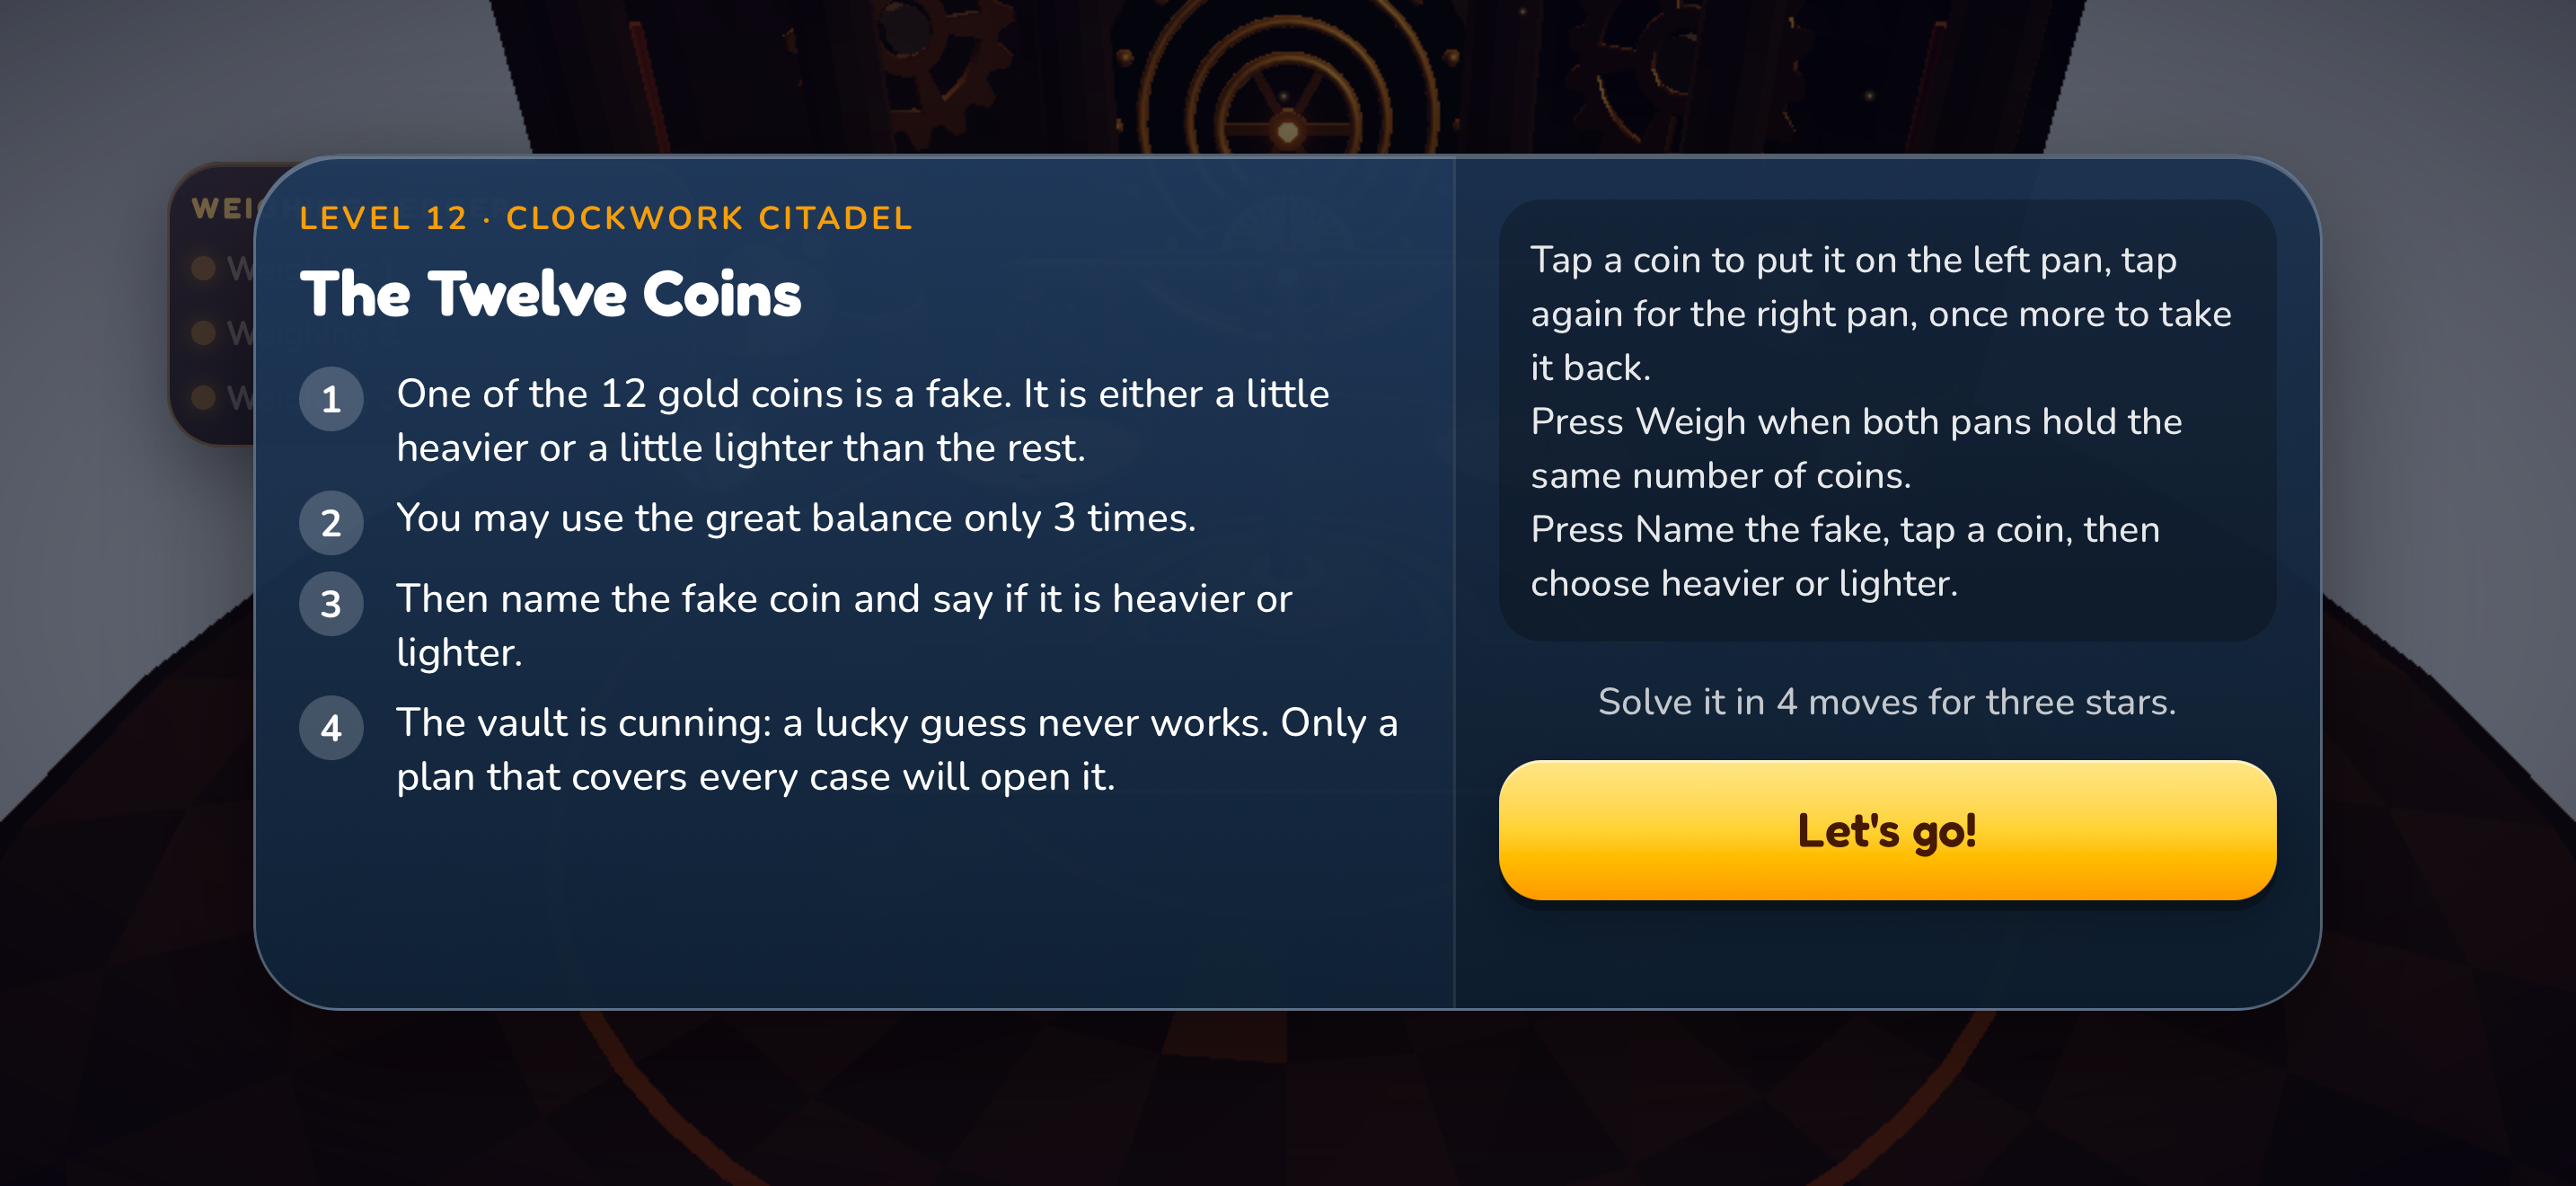 WEI
W
W
W
LEVEL 12 · CLOCKWORK CITADEL
The Twelve Coins
1 One of the 12 gold coins is a fake. It is either a little
heavier or a little lighter than the rest.
2 You may use the great balance only 3 times.
3 Then name the fake coin and say if it is heavier or
lighter.
4 The vault is cunning: a lucky guess never works. Only a
plan that covers every case will open it.
Tap a coin to put it on the left pan, tap
again for the right pan, once more to take
it back.
Press Weigh when both pans hold the
same number of coins.
Press Name the fake, tap a coin, then
choose heavier or lighter.
Solve it in 4 moves for three stars.
Let's go!